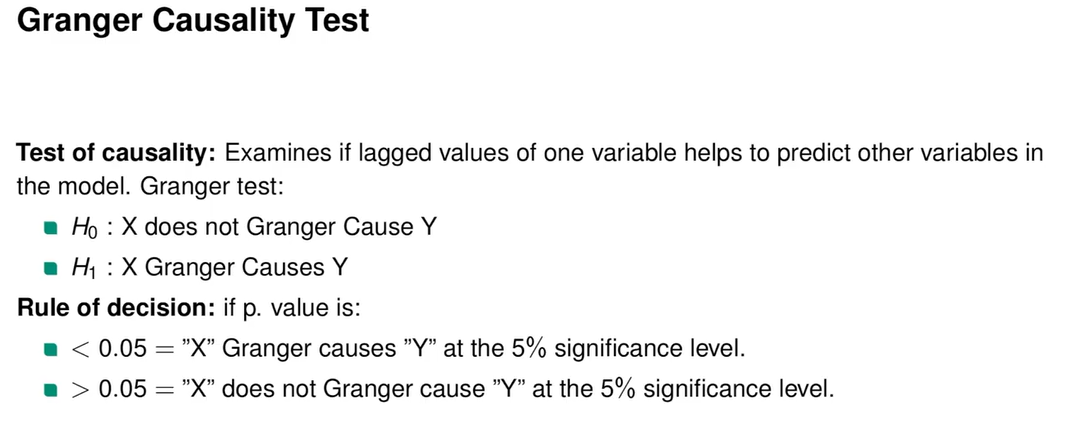 Granger Causality Test
Test of causality: Examines if lagged values of one variable helps to predict other variables in
the model. Granger test:
H₀ : X does not Granger Cause Y
H₁ : X Granger Causes Y
Rule of decision: if p. value is:
< 0.05 = ”X” Granger causes ”Y” at the 5% significance level.
> 0.05 = ”X” does not Granger cause ”Y” at the 5% significance level.